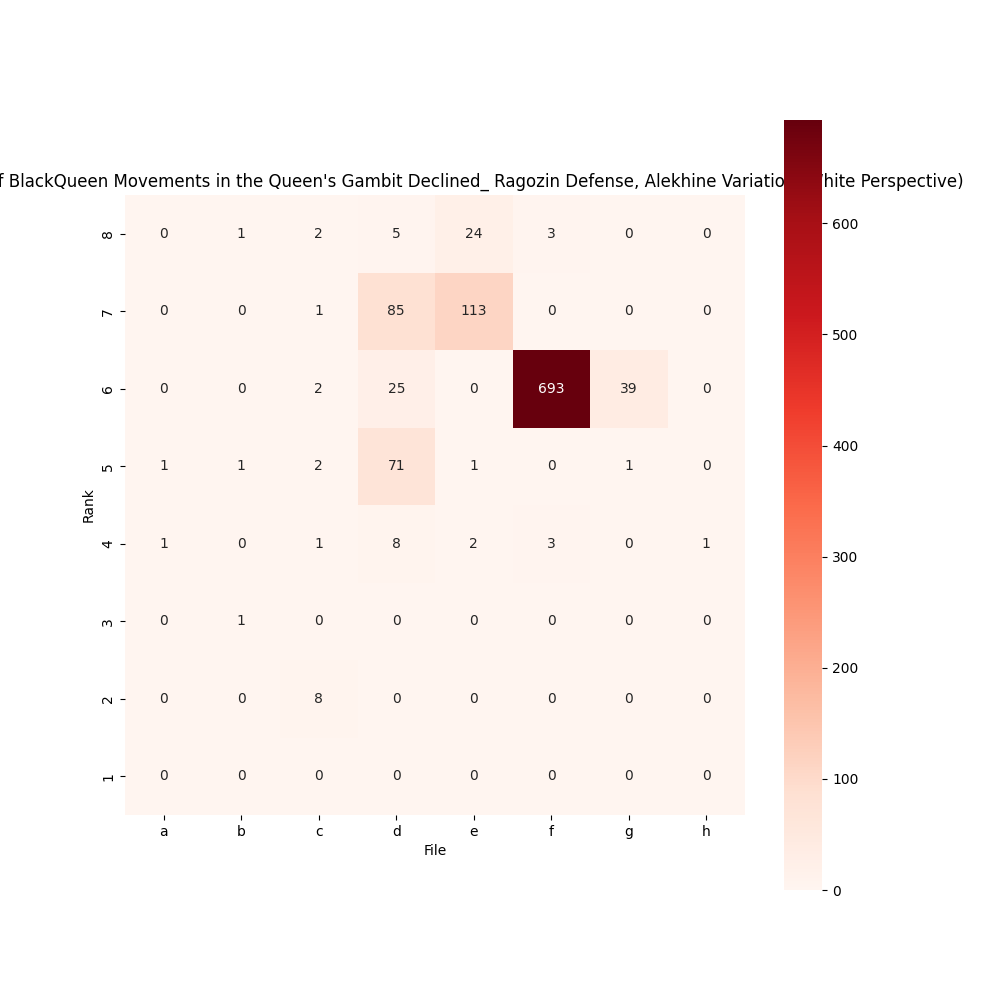 f BlackQueen Movements in the Queen's Gambit Declined_ Ragozin Defense, Alekhine Variatio hite Perspective)
8 0 1 2 5 24 3 0 0
7 0 0 1 85 113 0 0 0
6 0 0 2 25 0 693 39 0
5 1 1 2 71 1 0 1 0
4 1 0 1 8 2 3 0 1
3 0 1 0 0 0 0 0 0
2 0 0 8 0 0 0 0 0
1 0 0 0 0 0 0 0 0
a b c d e f g h
File
Rank
600
500
400
300
200
100
0